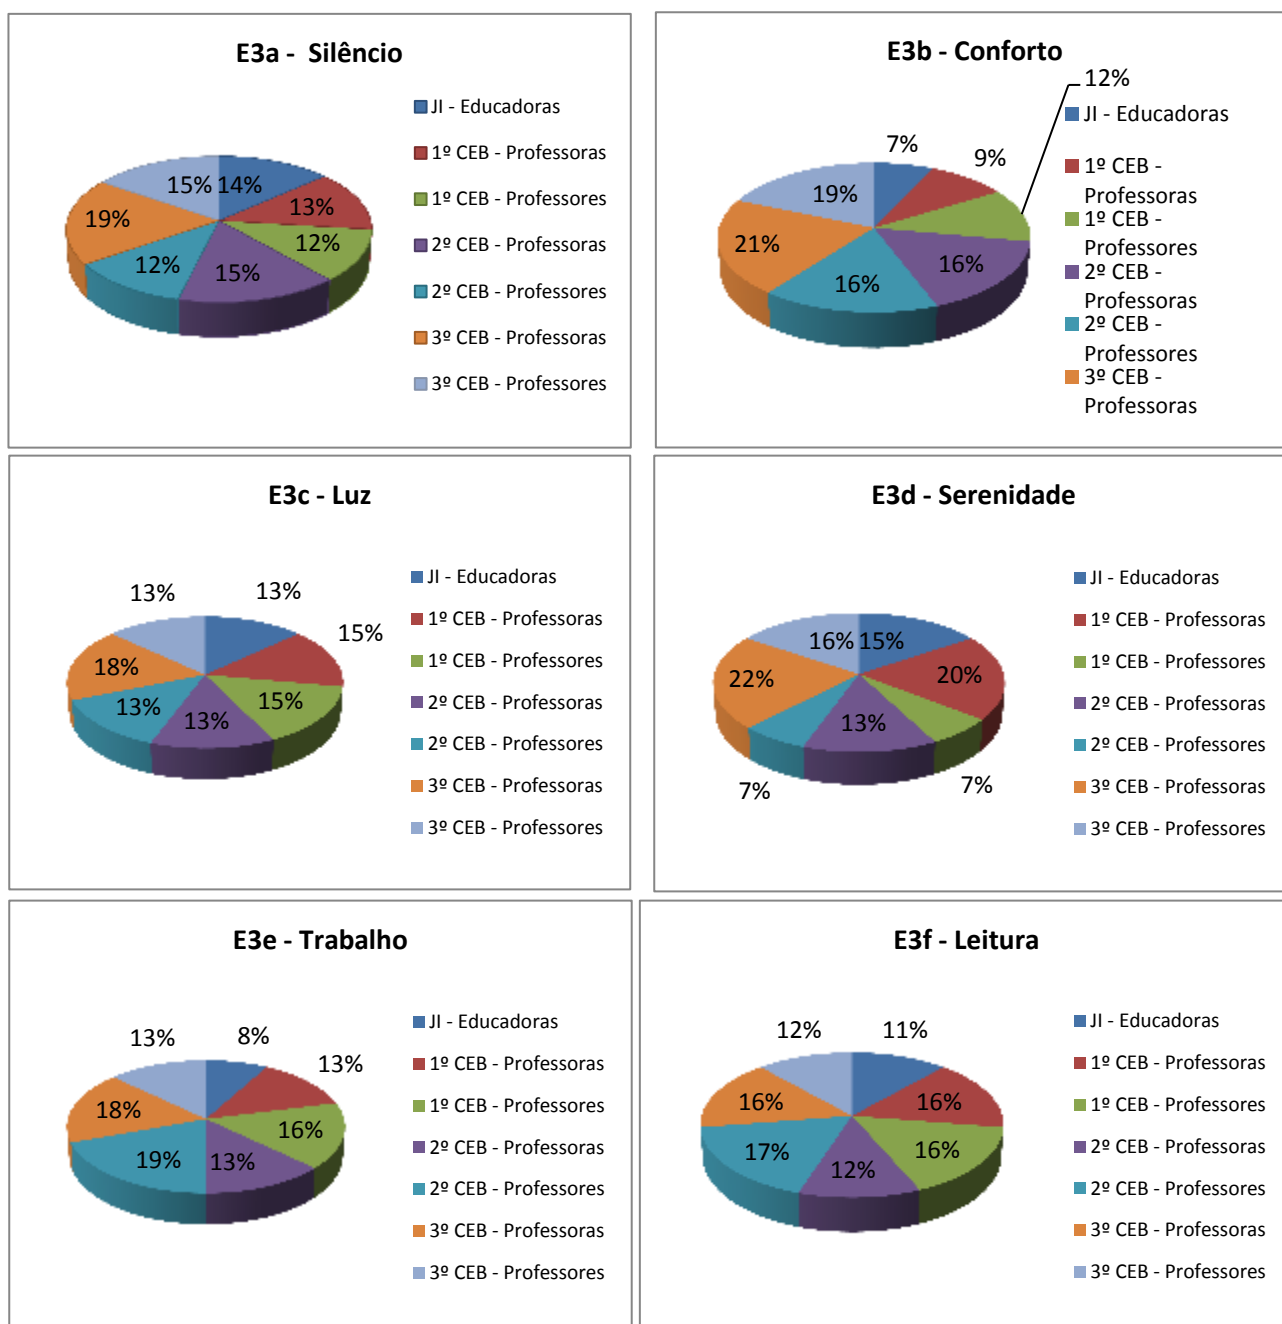 E3a -  Silêncio
JI - Educadoras
1º CEB - Professoras
1º CEB - Professores
2º CEB - Professoras
2º CEB - Professores
3º CEB - Professoras
3º CEB - Professores
14%
13%
12%
15%
12%
19%
15%
E3b - Conforto
JI - Educadoras
1º CEB -
Professoras
1º CEB -
Professores
2º CEB -
Professoras
2º CEB -
Professores
3º CEB -
Professoras
7%
9%
12%
16%
16%
21%
19%
E3c - Luz
JI - Educadoras
1º CEB - Professoras
1º CEB - Professores
2º CEB - Professoras
2º CEB - Professores
3º CEB - Professoras
3º CEB - Professores
13%
15%
15%
13%
13%
18%
13%
E3d - Serenidade
JI - Educadoras
1º CEB - Professoras
1º CEB - Professores
2º CEB - Professoras
2º CEB - Professores
3º CEB - Professoras
3º CEB - Professores
15%
20%
7%
13%
7%
22%
16%
E3e - Trabalho
JI - Educadoras
1º CEB - Professoras
1º CEB - Professores
2º CEB - Professoras
2º CEB - Professores
3º CEB - Professoras
3º CEB - Professores
8%
13%
16%
13%
19%
18%
13%
E3f - Leitura
JI - Educadoras
1º CEB - Professoras
1º CEB - Professores
2º CEB - Professoras
2º CEB - Professores
3º CEB - Professoras
3º CEB - Professores
11%
16%
16%
12%
17%
16%
12%